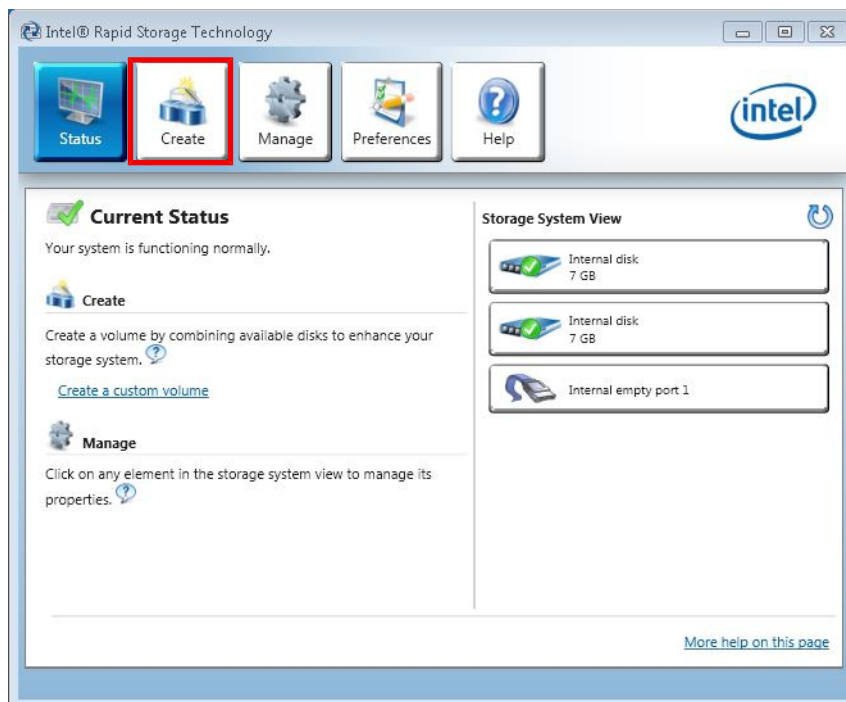 Intel® Rapid Storage Technology
Status
Create
Manage
Preferences
Help
intel
Current Status
Your system is functioning normally.
Create
Create a volume by combining available disks to enhance your
storage system.
Create a custom volume
Manage
Click on any element in the storage system view to manage its
properties.
Storage System View
Internal disk
7 GB
Internal disk
7 GB
Internal empty port 1
More help on this page